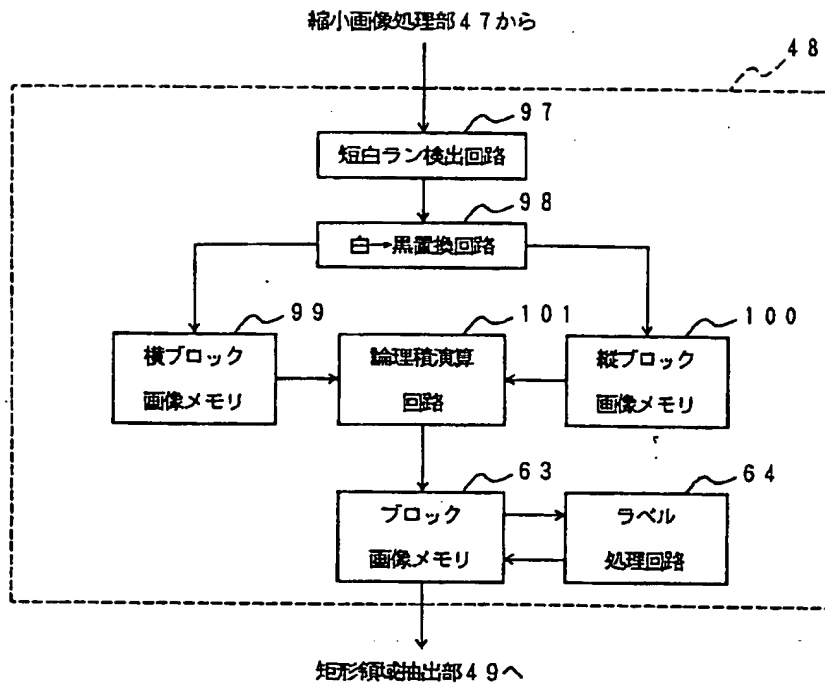 縮小画像処理部47から
48
97
短白ラン検出回路
98
白→黒置換回路
99
横ブロック
画像メモリ
101
論理積演算
回路
100
縦ブロック
画像メモリ
63
ブロック
画像メモリ
64
ラベル
処理回路
矩形領域抽出部49へ